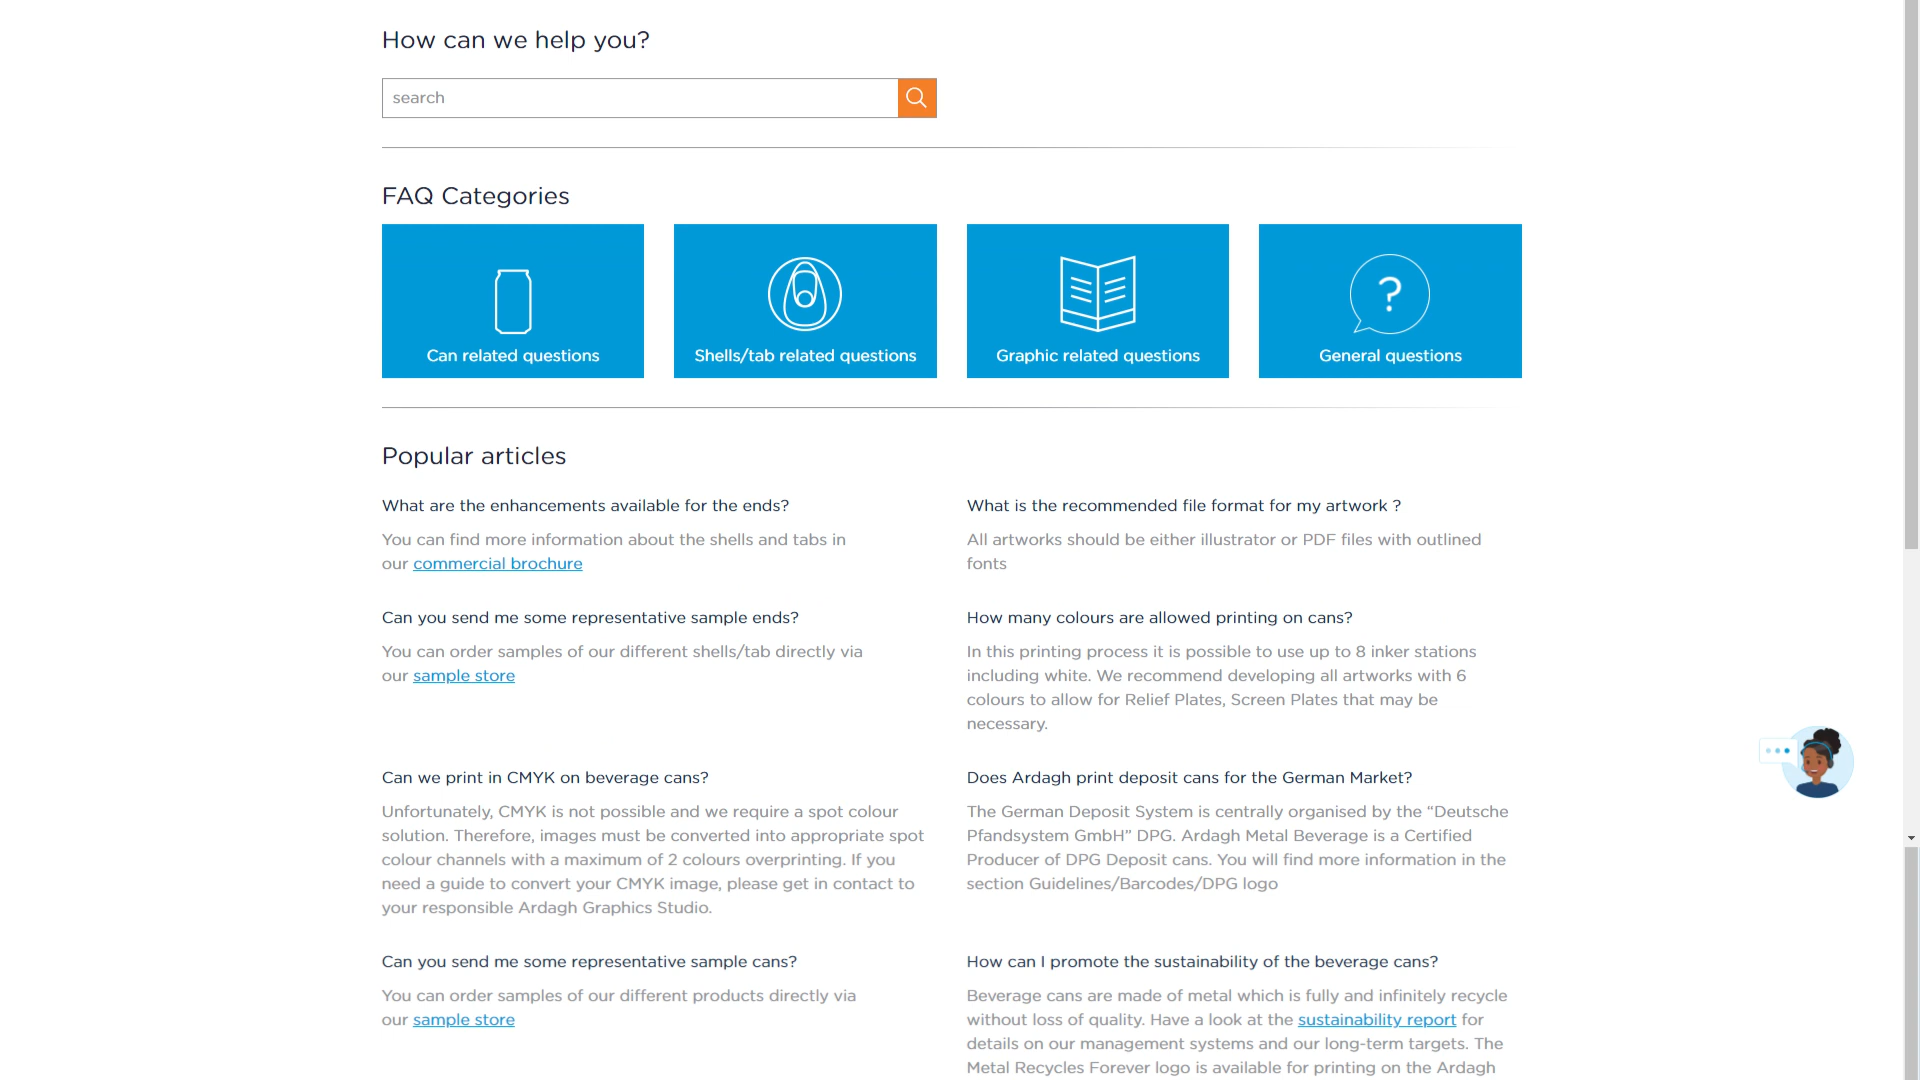 How can we help you?
search
FAQ Categories
Can related questions
Shells/tab related questions
Graphic related questions
General questions
?
Popular articles
What are the enhancements available for the ends?
You can find more information about the shells and tabs in
our commercial brochure
What is the recommended file format for my artwork ?
All artworks should be either illustrator or PDF files with outlined
fonts
Can you send me some representative sample ends?
You can order samples of our different shells/tab directly via
our sample store
How many colours are allowed printing on cans?
In this printing process it is possible to use up to 8 inker stations
including white. We recommend developing all artworks with 6
colours to allow for Relief Plates, Screen Plates that may be
necessary.
Can we print in CMYK on beverage cans?
Unfortunately, CMYK is not possible and we require a spot colour
solution. Therefore, images must be converted into appropriate spot
colour channels with a maximum of 2 colours overprinting. If you
need a guide to convert your CMYK image, please get in contact to
your responsible Ardagh Graphics Studio.
Does Ardagh print deposit cans for the German Market?
The German Deposit System is centrally organised by the “Deutsche
Pfandsystem GmbH” DPG. Ardagh Metal Beverage is a Certified
Producer of DPG Deposit cans. You will find more information in the
section Guidelines/Barcodes/DPG logo
Can you send me some representative sample cans?
You can order samples of our different products directly via
our sample store
How can I promote the sustainability of the beverage cans?
Beverage cans are made of metal which is fully and infinitely recycle
without loss of quality. Have a look at the sustainability report for
details on our management systems and our long-term targets. The
Metal Recycles Forever logo is available for printing on the Ardagh